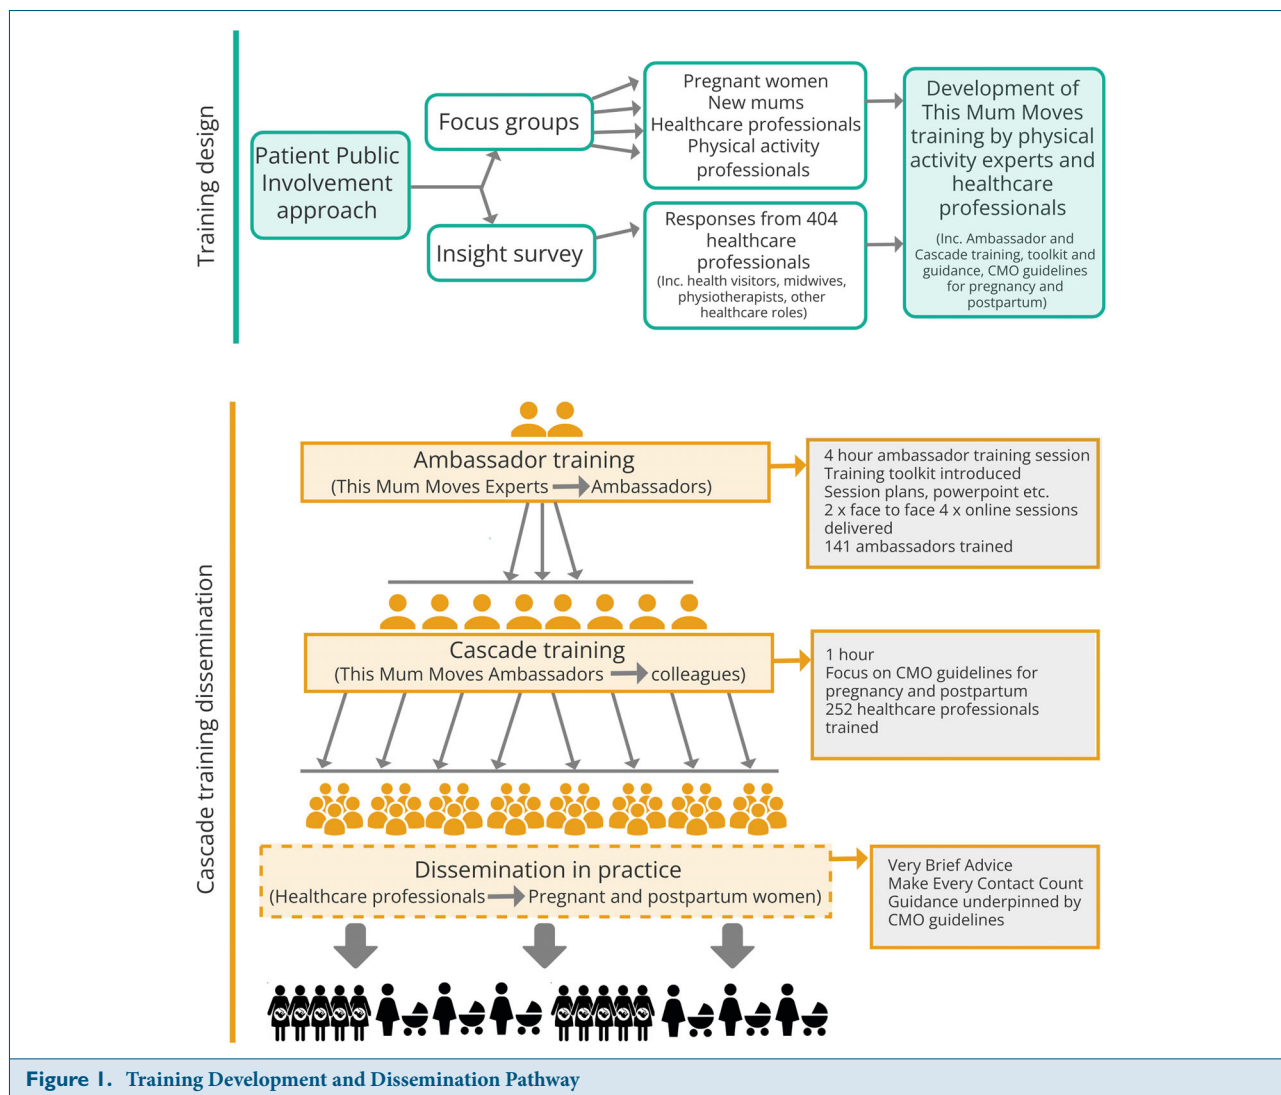 Training design
Patient Public
Involvement
approach
Focus groups
Insight survey
Pregnant women
New mums
Healthcare professionals
Physical activity
professionals
Responses from 404
healthcare
professionals
(Inc. health visitors, midwives,
physiotherapists, other
healthcare roles)
Development of
This Mum Moves
training by physical
activity experts and
healthcare
professionals
(Inc. Ambassador and
Cascade training, toolkit and
guidance, CMO guidelines
for pregnancy and
postpartum)
Cascade training dissemination
Ambassador training
(This Mum Moves Experts Ambassadors)
4 hour ambassador training session
Training toolkit introduced
Session plans, powerpoint etc.
2 x face to face 4 x online sessions
delivered
141 ambassadors trained
Cascade training
(This Mum Moves Ambassadors colleagues)
1 hour
Focus on CMO guidelines for
pregnancy and postpartum
252 healthcare professionals
trained
Dissemination in practice
(Healthcare professionals Pregnant and postpartum women)
Very Brief Advice
Make Every Contact Count
Guidance underpinned by
CMO guidelines
Figure 1. Training Development and Dissemination Pathway